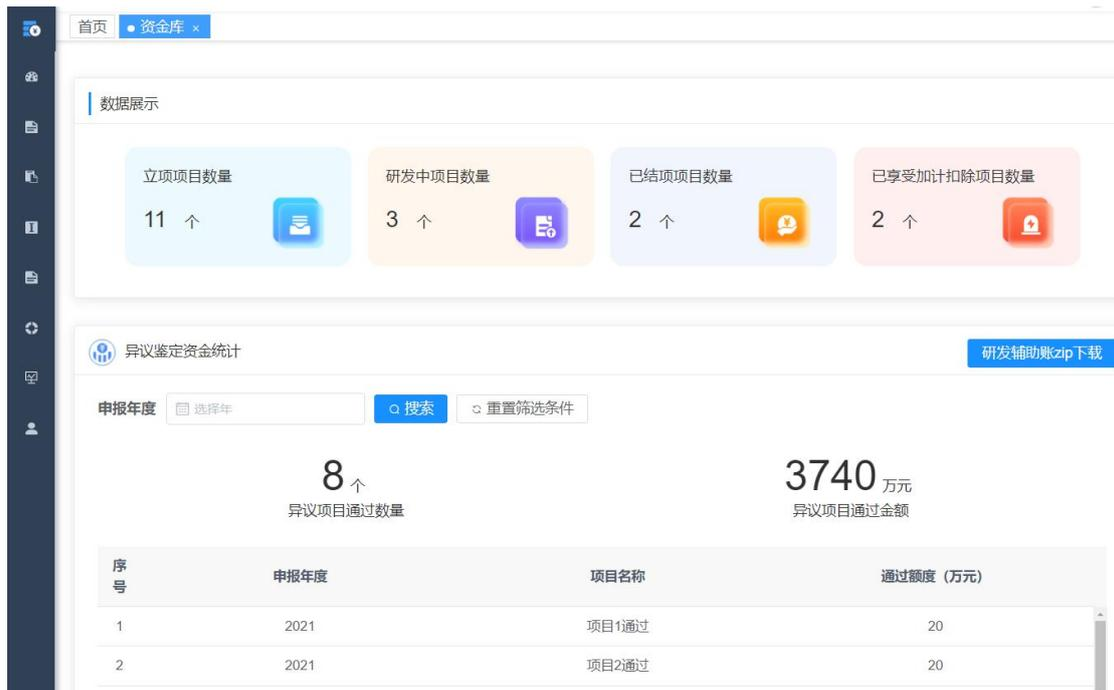 首页 资金库 ×
数据展示
立项项目数量 研发中项目数量 已结项项目数量 已享受加计扣除项目数量
11 个 3 个 2 个 2 个
异议鉴定资金统计 研发辅助账zip下载
申报年度 选择年 搜索 重置筛选条件
8 个 3740 万元
异议项目通过数量 异议项目通过金额
序号 申报年度 项目名称 通过额度（万元）
1 2021 项目1通过 20
2 2021 项目2通过 20